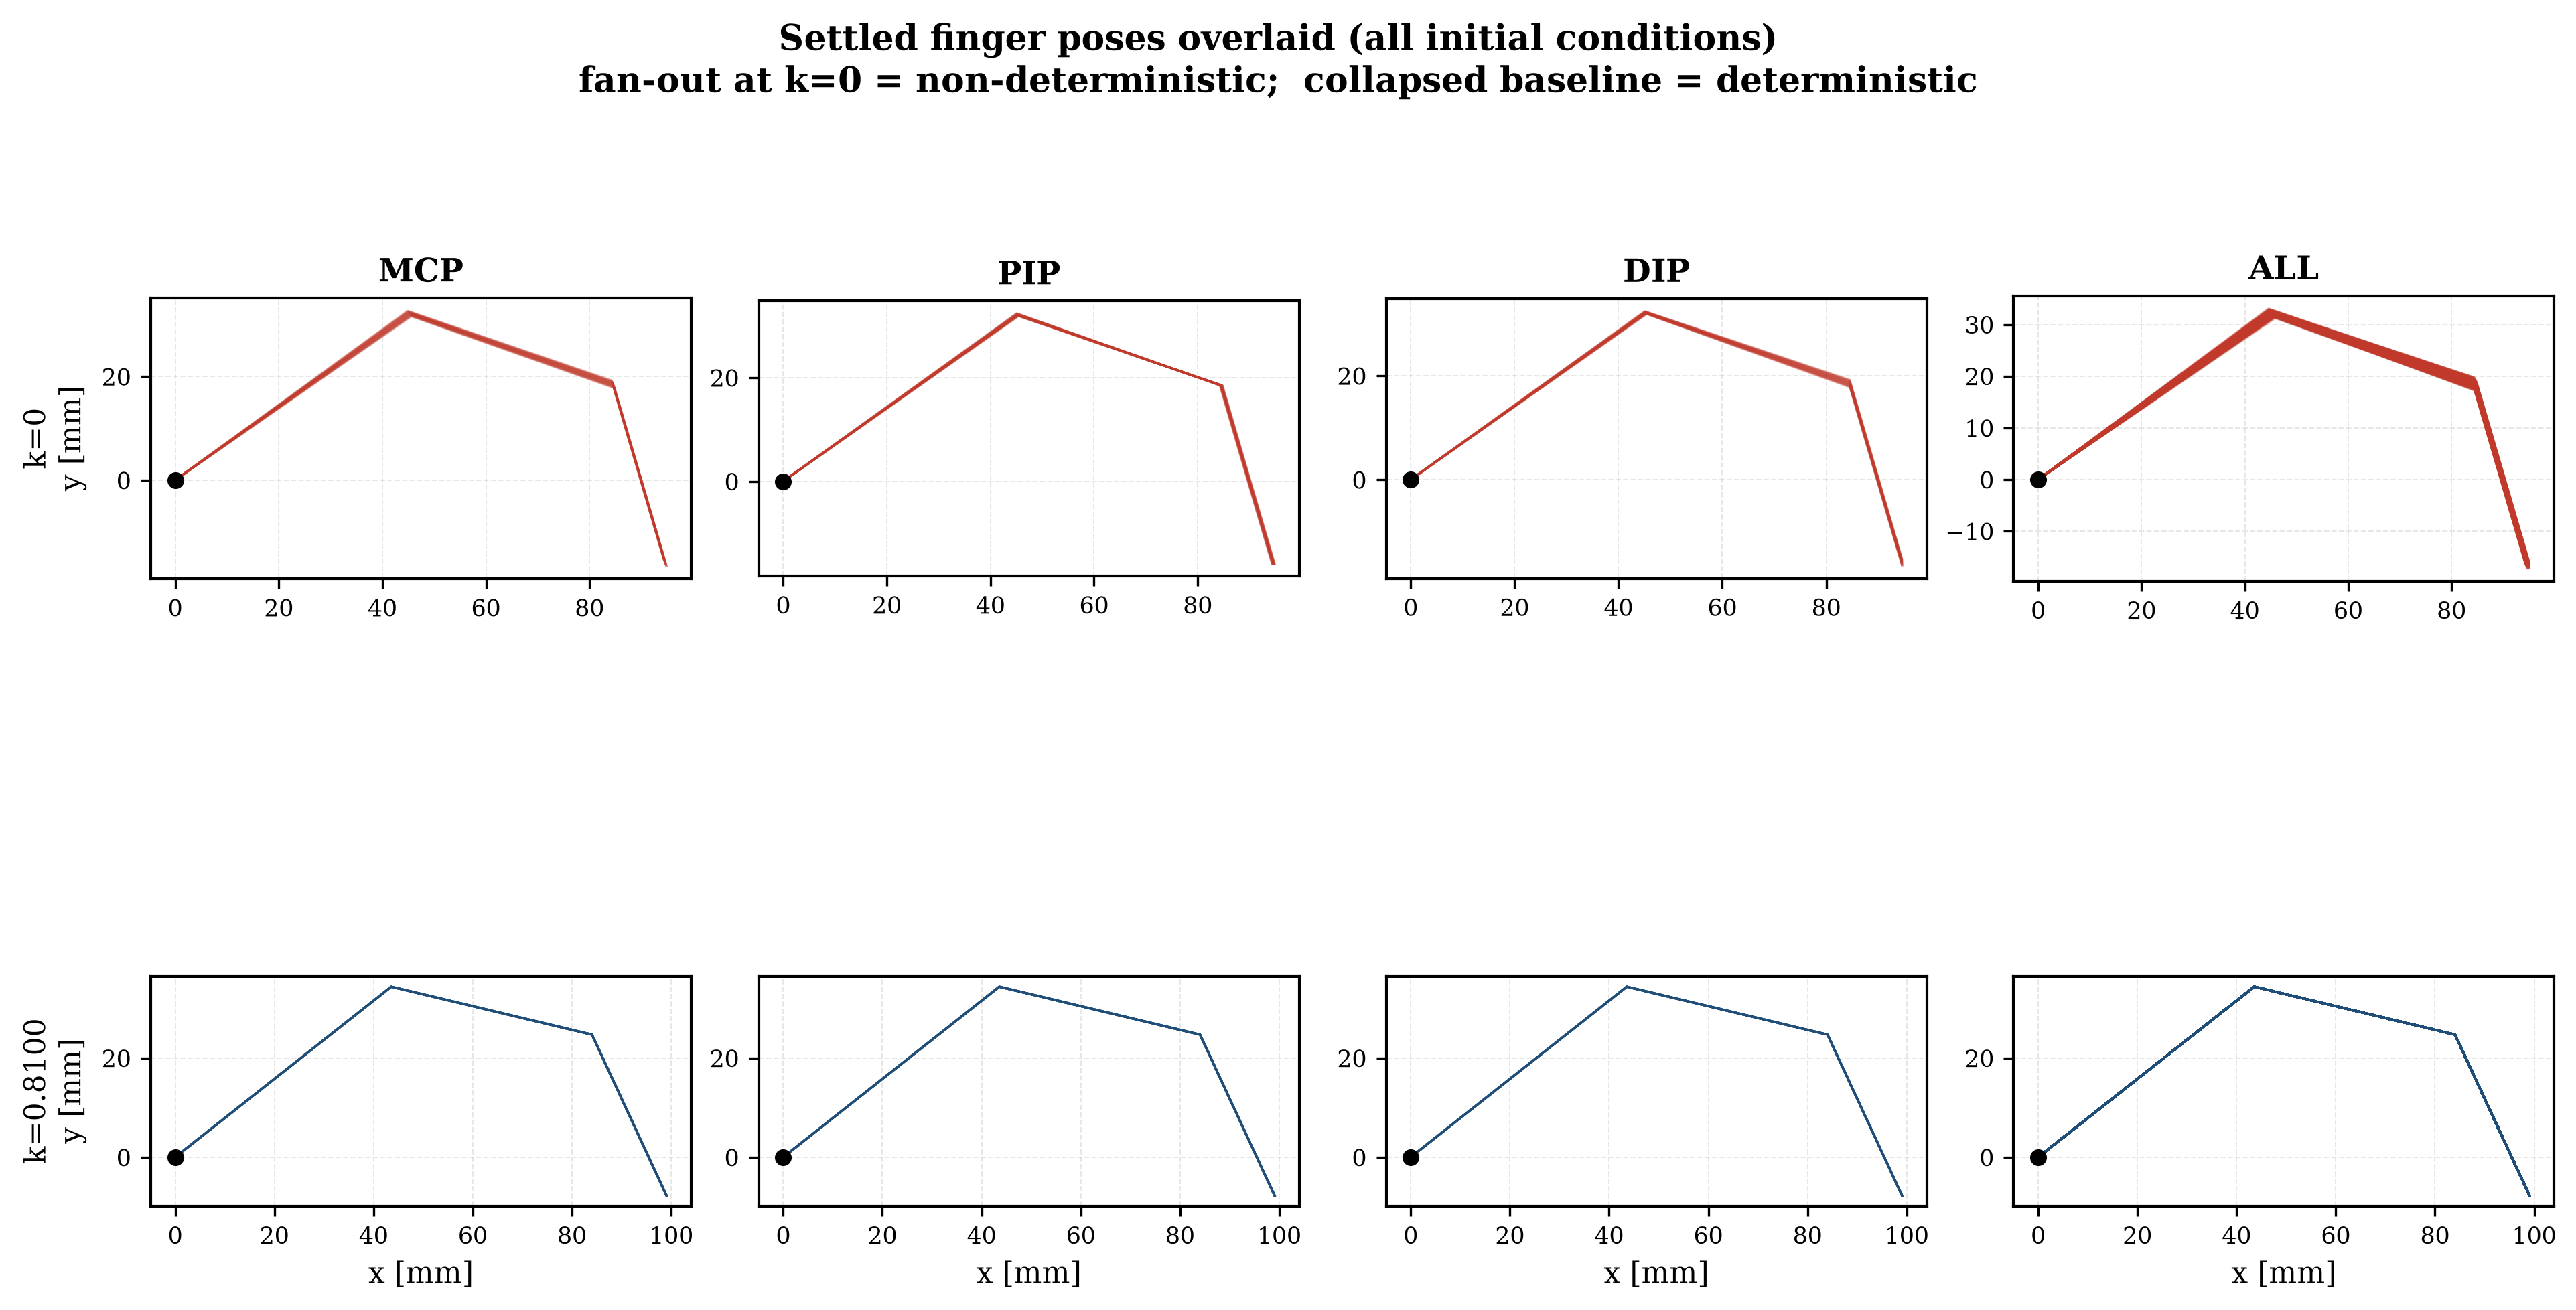 Settled finger poses overlaid (all initial conditions)
fan-out at k=0 = non-deterministic;  collapsed baseline = deterministic
MCP
PIP
DIP
ALL
k=0
y [mm]
20
0
0 20 40 60 80
20
0
0 20 40 60 80
20
0
0 20 40 60 80
30
20
10
0
−10
0 20 40 60 80
k=0.8100
y [mm]
20
0
0 20 40 60 80 100
x [mm]
20
0
0 20 40 60 80 100
x [mm]
20
0
0 20 40 60 80 100
x [mm]
20
0
0 20 40 60 80 100
x [mm]